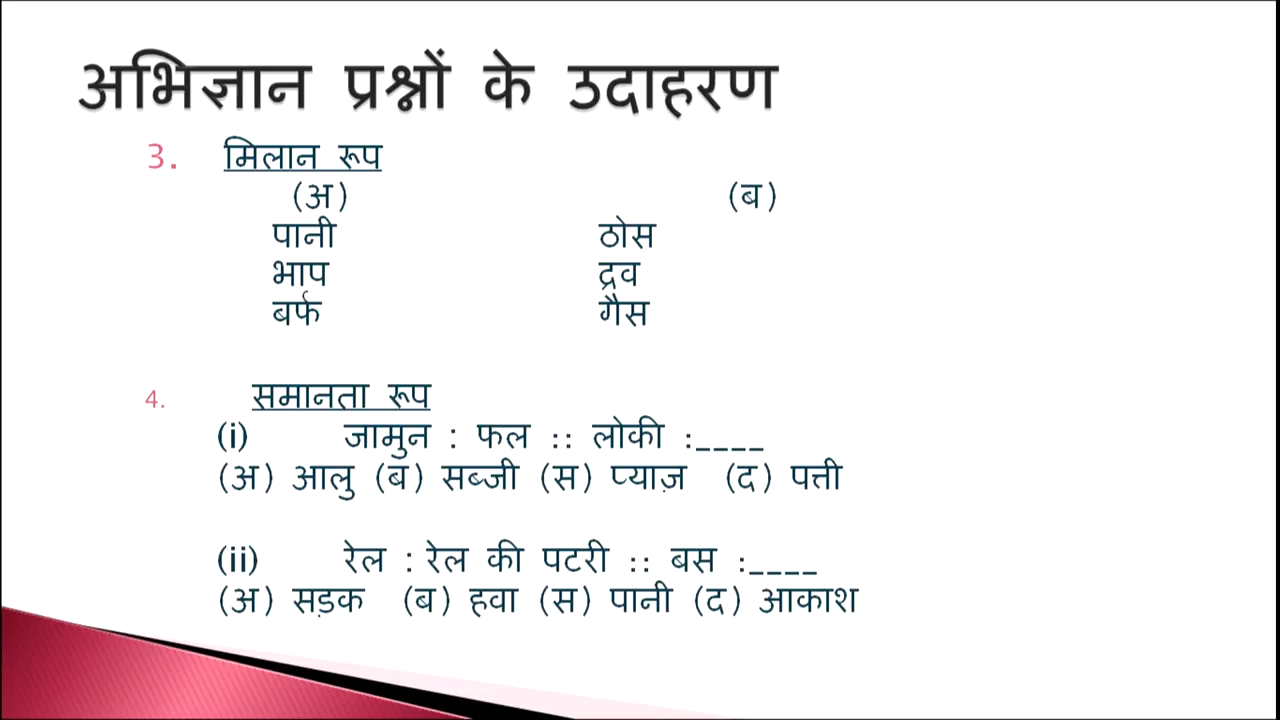 अभिज्ञान प्रश्नों के उदाहरण
3. मिलान रूप
(अ) (ब)
पानी ठोस
भाप द्रव
बर्फ गैस
4. समानता रूप
(i) जामुन : फल :: लोकी :____
(अ) आलु (ब) सब्जी (स) प्याज़ (द) पत्ती
(ii) रेल : रेल की पटरी :: बस :____
(अ) सड़क (ब) हवा (स) पानी (द) आकाश